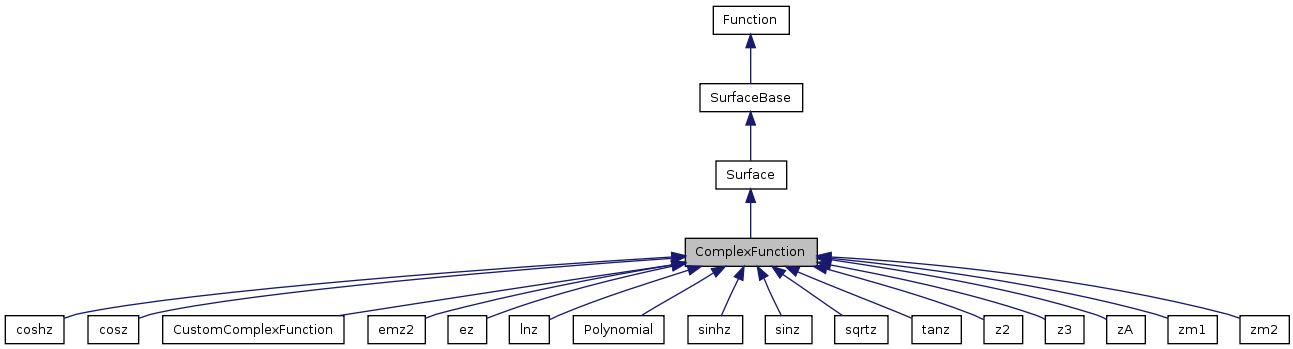 Function
SurfaceBase
Surface
ComplexFunction
coshz
cosz
CustomComplexFunction
emz2
ez
lnz
Polynomial
sinhz
sinz
sqrtz
tanz
z2
z3
zA
zm1
zm2